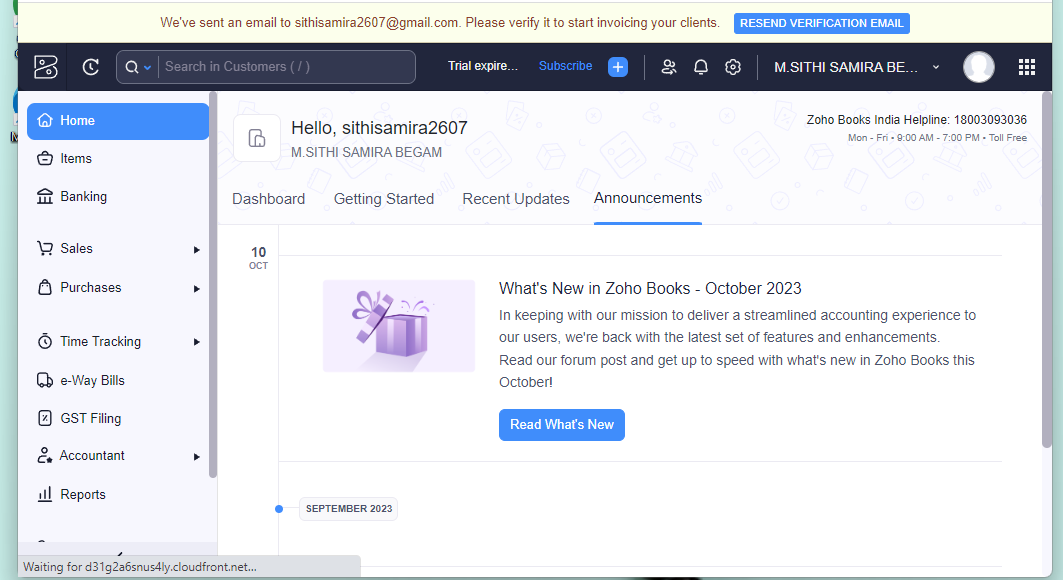 We've sent an email to sithisamira2607@gmail.com. Please verify it to start invoicing your clients. RESEND VERIFICATION EMAIL
Search in Customers ( / ) Trial expire... Subscribe M.SITHI SAMIRA BE...
Home
Items
Banking
Sales
Purchases
Time Tracking
e-Way Bills
GST Filing
Accountant
Reports
Hello, sithisamira2607
M.SITHI SAMIRA BEGAM
Zoho Books India Helpline: 18003093036
Mon - Fri • 9:00 AM - 7:00 PM • Toll Free
Dashboard Getting Started Recent Updates Announcements
10
OCT
What's New in Zoho Books - October 2023
In keeping with our mission to deliver a streamlined accounting experience to
our users, we're back with the latest set of features and enhancements.
Read our forum post and get up to speed with what's new in Zoho Books this
October!
Read What's New
SEPTEMBER 2023
Waiting for d31g2a6snus4ly.cloudfront.net...